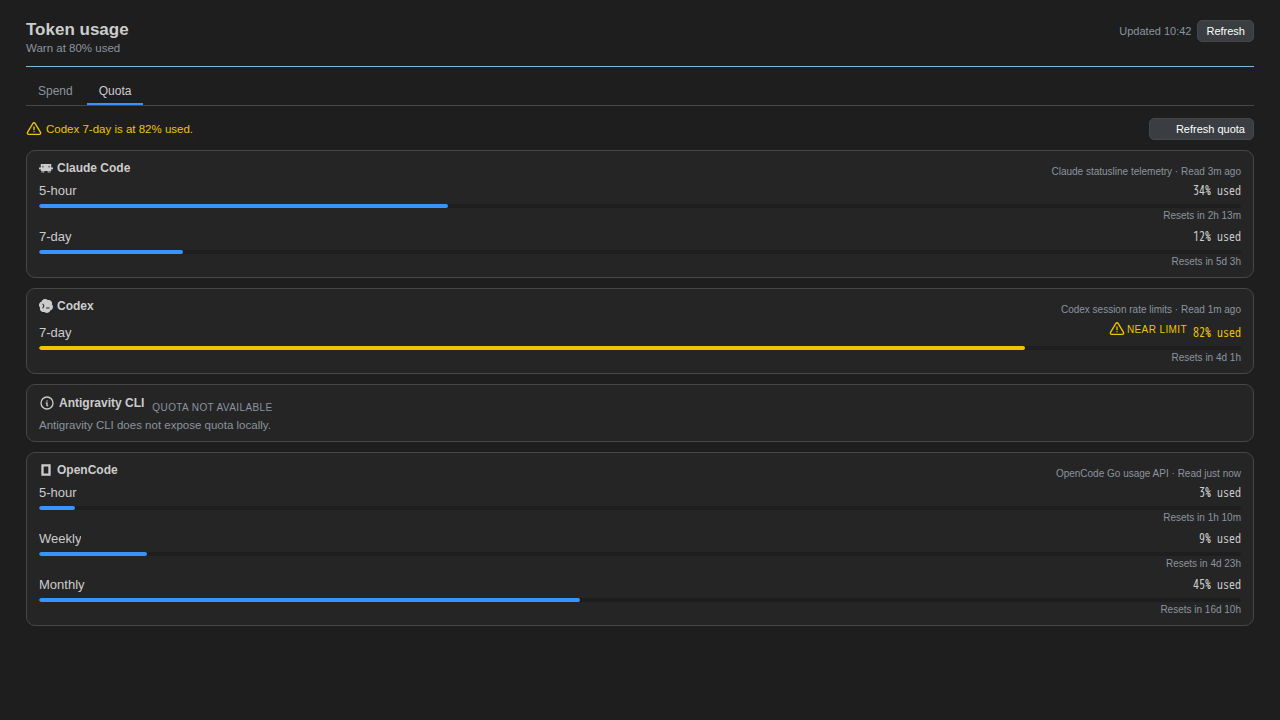 Token usage
Warn at 80% used
Updated 10:42
Refresh
Spend
Quota
Codex 7-day is at 82% used.
Refresh quota
Claude Code
Claude statusline telemetry · Read 3m ago
5-hour
34% used
Resets in 2h 13m
7-day
12% used
Resets in 5d 3h
Codex
Codex session rate limits · Read 1m ago
7-day
NEAR LIMIT
82% used
Resets in 4d 1h
Antigravity CLI
QUOTA NOT AVAILABLE
Antigravity CLI does not expose quota locally.
OpenCode
OpenCode Go usage API · Read just now
5-hour
3% used
Resets in 1h 10m
Weekly
9% used
Resets in 4d 23h
Monthly
45% used
Resets in 16d 10h